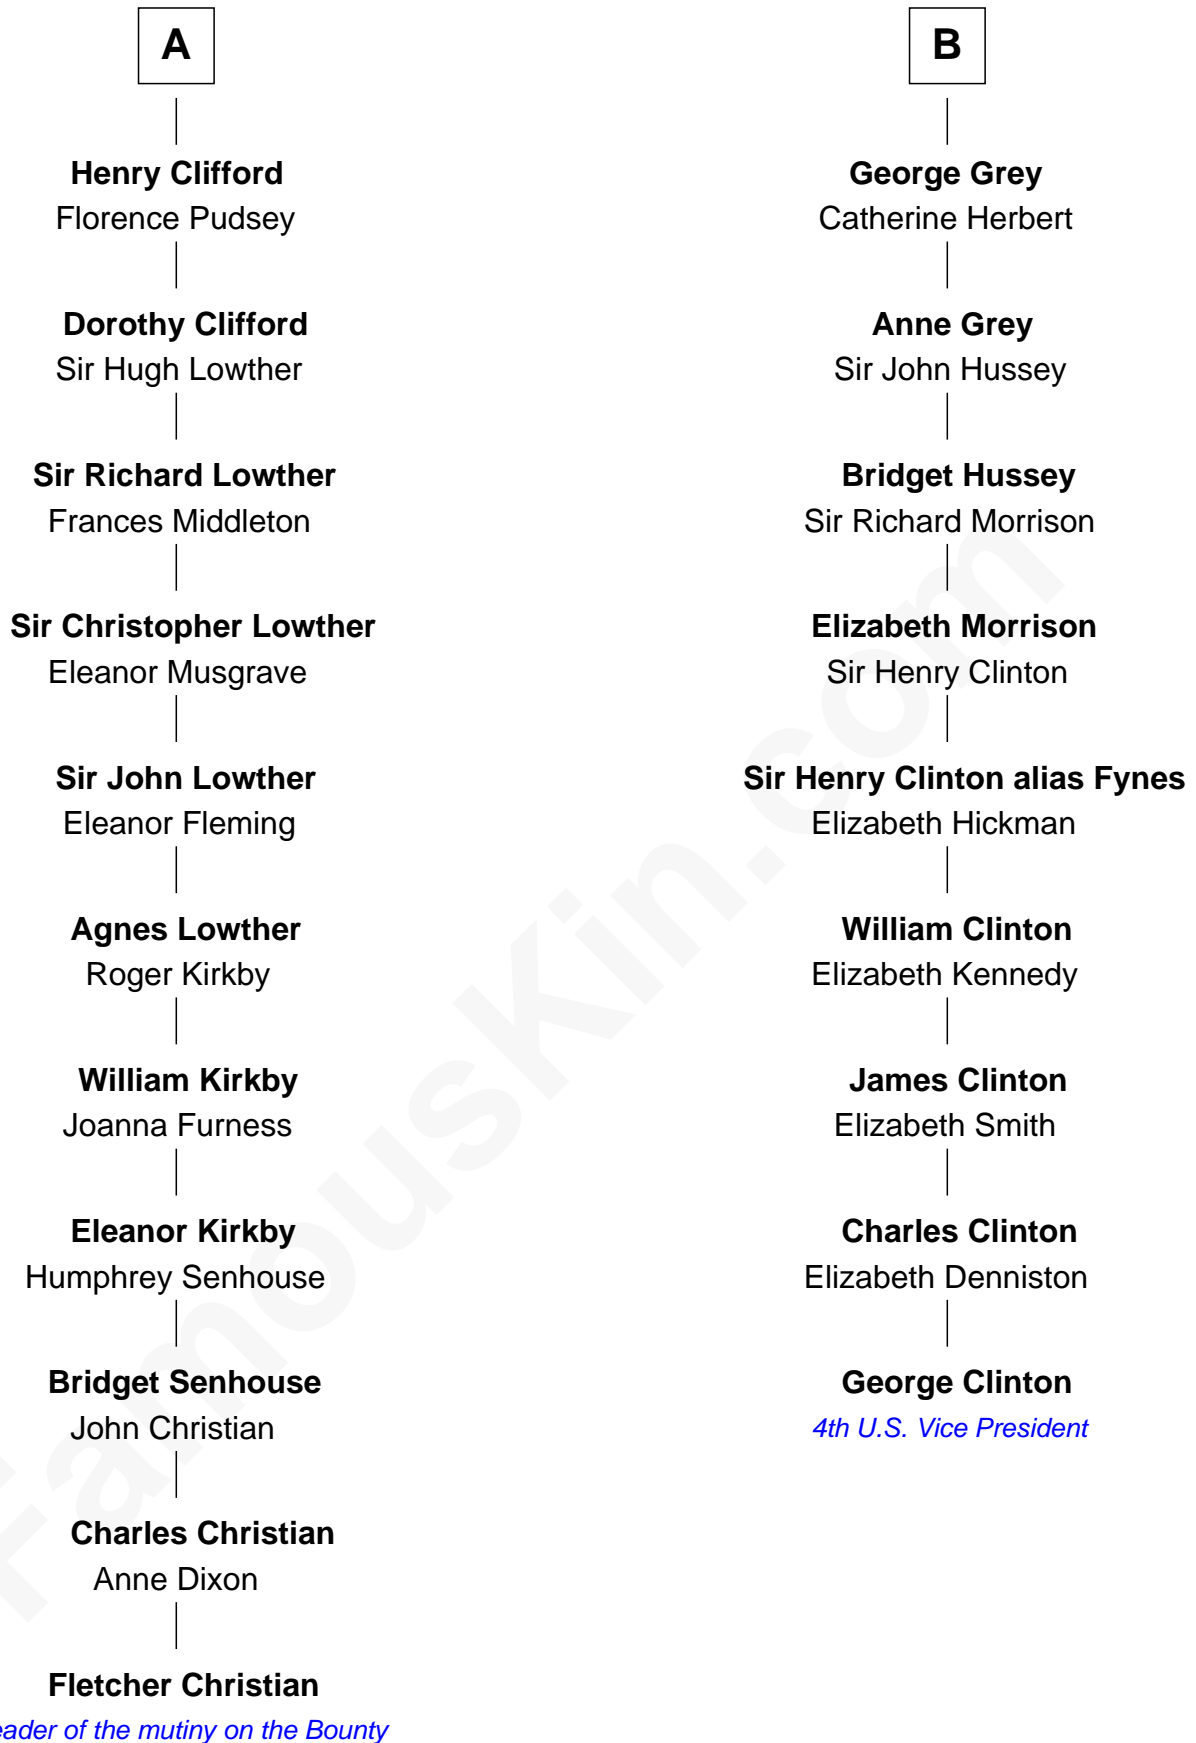 A
Henry Clifford
Florence Pudsey
Dorothy Clifford
Sir Hugh Lowther
Sir Richard Lowther
Frances Middleton
Sir Christopher Lowther
Eleanor Musgrave
Sir John Lowther
Eleanor Fleming
Agnes Lowther
Roger Kirkby
William Kirkby
Joanna Furness
Eleanor Kirkby
Humphrey Senhouse
Bridget Senhouse
John Christian
Charles Christian
Anne Dixon
Fletcher Christian
eader of the mutiny on the Bounty
B
George Grey
Catherine Herbert
Anne Grey
Sir John Hussey
Bridget Hussey
Sir Richard Morrison
Elizabeth Morrison
Sir Henry Clinton
Sir Henry Clinton alias Fynes
Elizabeth Hickman
William Clinton
Elizabeth Kennedy
James Clinton
Elizabeth Smith
Charles Clinton
Elizabeth Denniston
George Clinton
4th U.S. Vice President
FamousKin.com